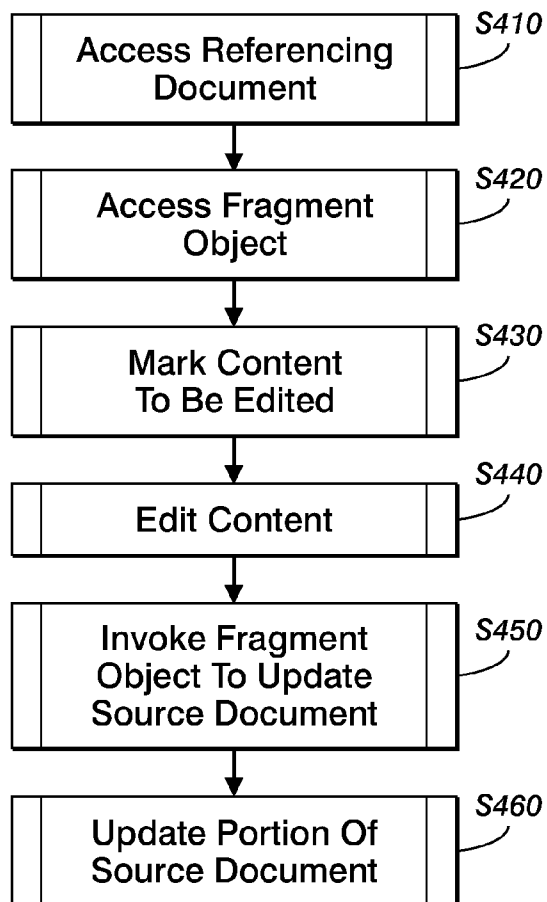 S410
Access Referencing
Document
S420
Access Fragment
Object
S430
Mark Content
To Be Edited
S440
Edit Content
S450
Invoke Fragment
Object To Update
Source Document
S460
Update Portion Of
Source Document